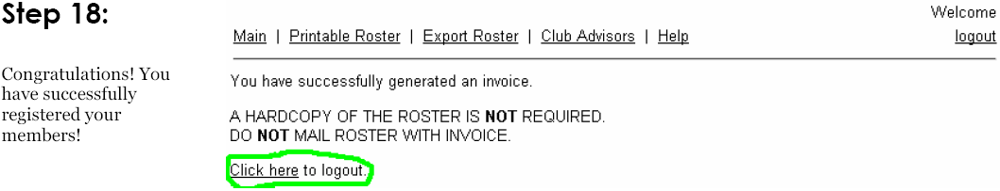 Step 18:
Congratulations! You
have successfully
registered your
members!
Welcome
Main | Printable Roster | Export Roster | Club Advisors | Help
logout
You have successfully generated an invoice.
A HARDCOPY OF THE ROSTER IS NOT REQUIRED.
DO NOT MAIL ROSTER WITH INVOICE.
Click here to logout.